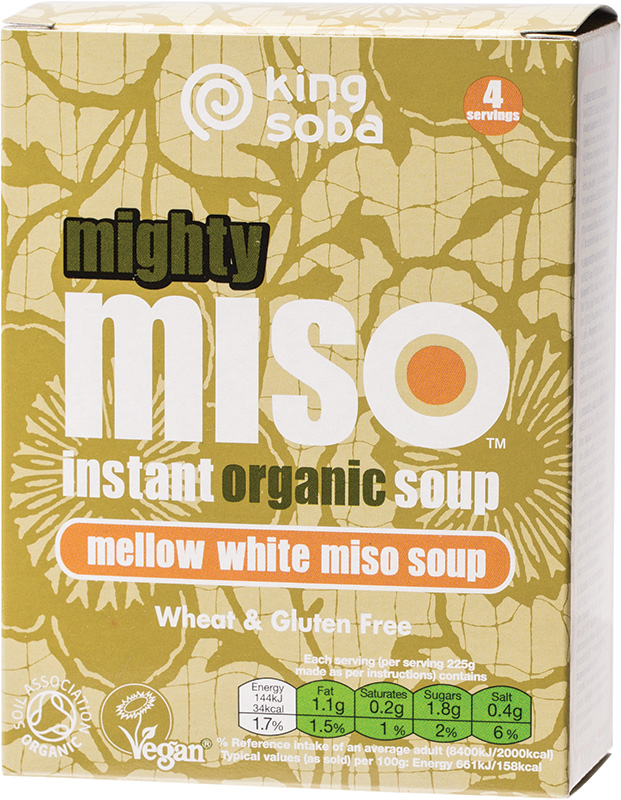 king
soba
4
servings
mighty
miso
TM
instant organic soup
mellow white miso soup
Wheat & Gluten Free
Each serving (per serving 225g
made as per instructions) contains
Energy
144kJ
34kcal
1.7%
Fat
1.1g
1.5%
Saturates
0.2g
1%
Sugars
1.8g
2%
Salt
0.4g
6%
SOIL ASSOCIATION
ORGANIC
Vegan®
% Reference intake of an average adult (8400kJ/2000kcal)
Typical values (as sold) per 100g: Energy 661kJ/158kcal